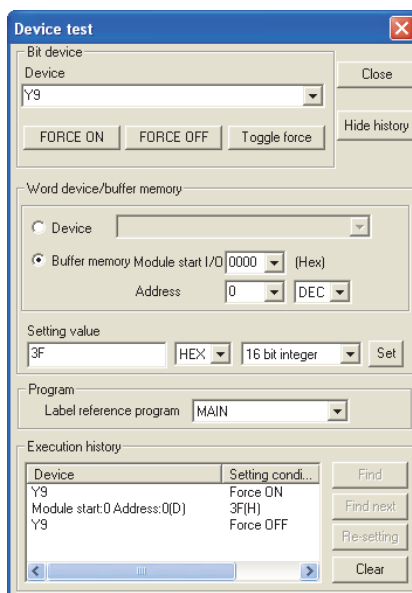 Device test
Bit device
Device
Close
Y9
FORCE ON FORCE OFF Toggle force
Hide history
Word device/buffer memory
Device
Buffer memory Module start I/O 0000 (Hex)
Address 0 DEC
Setting value
3F HEX 16 bit integer Set
Program
Label reference program MAIN
Execution history
Device Setting condi...
Find
Y9 Force ON
Module start:0 Address:0(D) 3F(H)
Find next
Y9 Force OFF
Re-setting
Clear